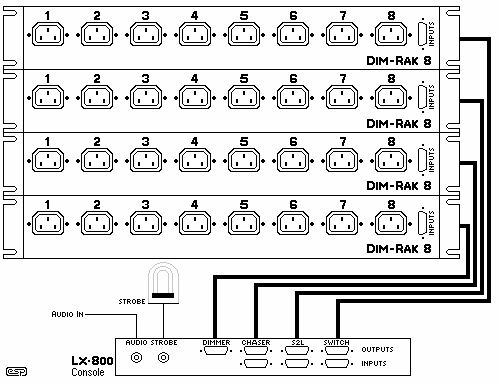 1 2 3 4 5 6 7 8
INPUTS
DIM-RAK 8
1 2 3 4 5 6 7 8
INPUTS
DIM-RAK 8
1 2 3 4 5 6 7 8
INPUTS
DIM-RAK 8
1 2 3 4 5 6 7 8
INPUTS
DIM-RAK 8
STROBE
AUDIO IN
AUDIO STROBE DIMMER CHASER S2L SWITCH
OUTPUTS
LX-800
INPUTS
Console
esp